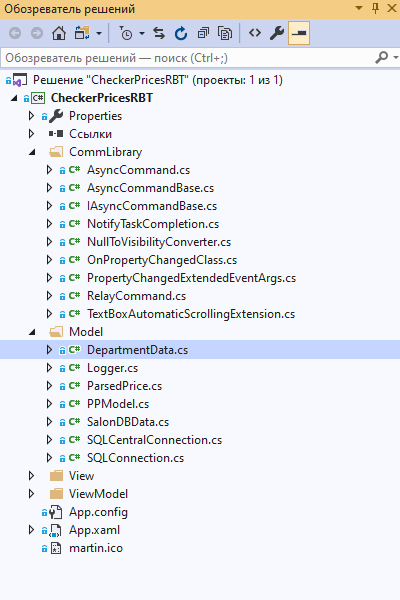 Обозреватель решений
Обозреватель решений — поиск (Ctrl+;)
Решение "CheckerPricesRBT" (проекты: 1 из 1)
C# CheckerPricesRBT
Properties
Ссылки
CommLibrary
C# AsyncCommand.cs
C# AsyncCommandBase.cs
C# IAsyncCommandBase.cs
C# NotifyTaskCompletion.cs
C# NullToVisibilityConverter.cs
C# OnPropertyChangedClass.cs
C# PropertyChangedExtendedEventArgs.cs
C# RelayCommand.cs
C# TextBoxAutomaticScrollingExtension.cs
Model
C# DepartmentData.cs
C# Logger.cs
C# ParsedPrice.cs
C# PPModel.cs
C# SalonDBData.cs
C# SQLCentralConnection.cs
C# SQLConnection.cs
View
ViewModel
App.config
App.xaml
martin.ico